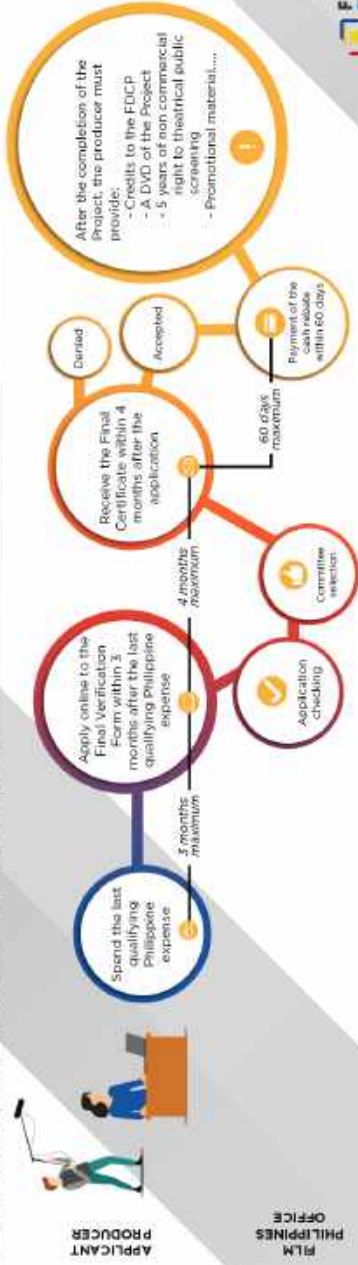 APPLICANT
PRODUCER
FILM
PHILIPPINES
OFFICE
Spend the last
qualifying
Philippine
expense
3 months
maximum
Apply online to the
Final Verification
Form within 3
months after the last
qualifying Philippine
expense
Application
checking
Committee
selection
4 months
maximum
Receive the Final
Certificate within 4
months after the
application
Denied
Accepted
60 days
maximum
Payment of the
cash rebate
within 60 days
After the completion of the
Project, the producer must
provide:
- Credits to the FDCP
- A DVD of the Project
- 5 years of non commercial
right to theatrical public
screening
- Promotional material.....